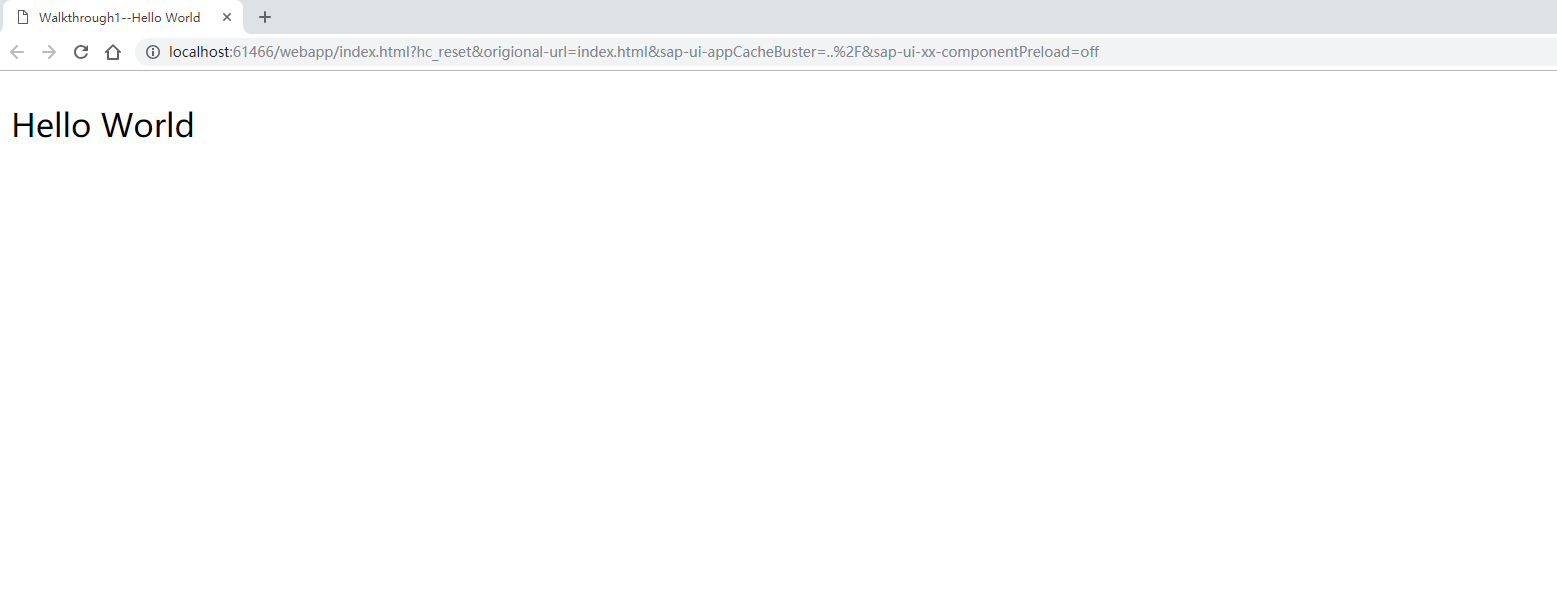 Walkthrough1--Hello World
localhost:61466/webapp/index.html?hc_reset&origional-url=index.html&sap-ui-appCacheBuster=..%2F&sap-ui-xx-componentPreload=off
Hello World